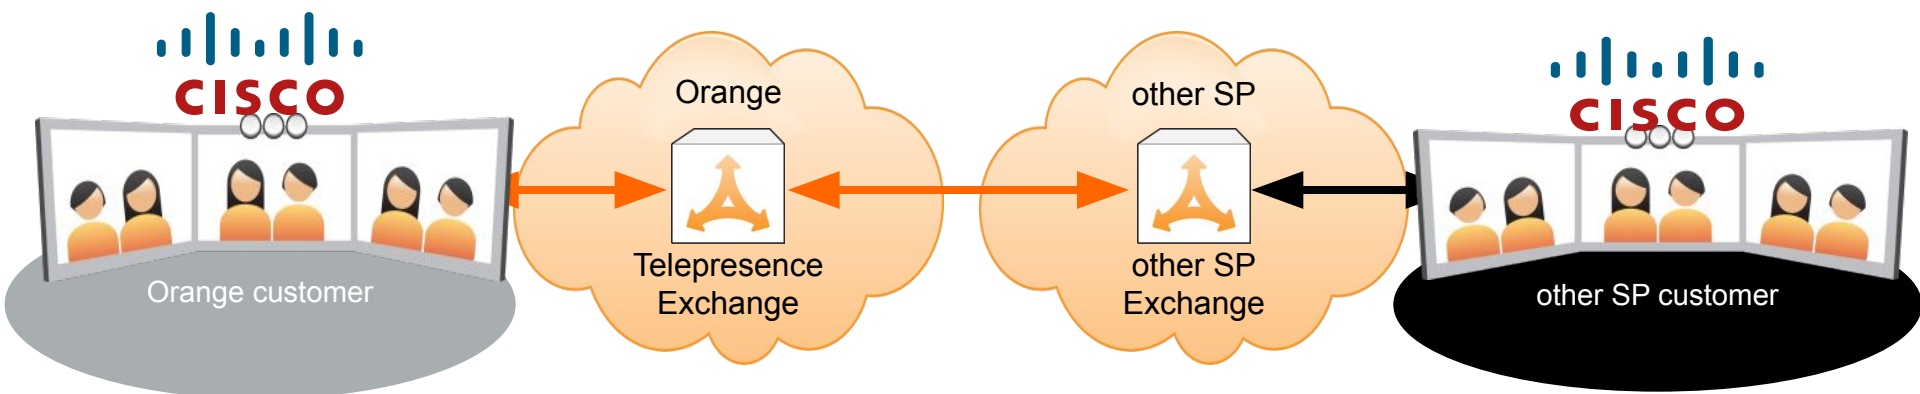 CISCO
Orange customer
Orange
Telepresence
Exchange
other SP
other SP
Exchange
CISCO
other SP customer